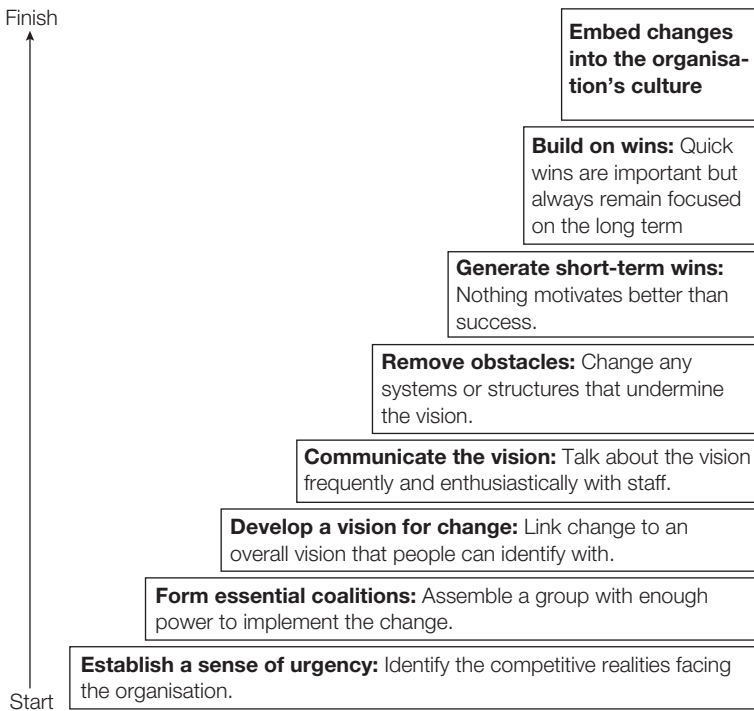 Finish
Embed changes
into the organisa-
tion's culture
Build on wins: Quick
wins are important but
always remain focused
on the long term
Generate short-term wins:
Nothing motivates better than
success.
Remove obstacles: Change any
systems or structures that undermine
the vision.
Communicate the vision: Talk about the vision
frequently and enthusiastically with staff.
Develop a vision for change: Link change to an
overall vision that people can identify with.
Form essential coalitions: Assemble a group with enough
power to implement the change.
Establish a sense of urgency: Identify the competitive realities facing
the organisation.
Start